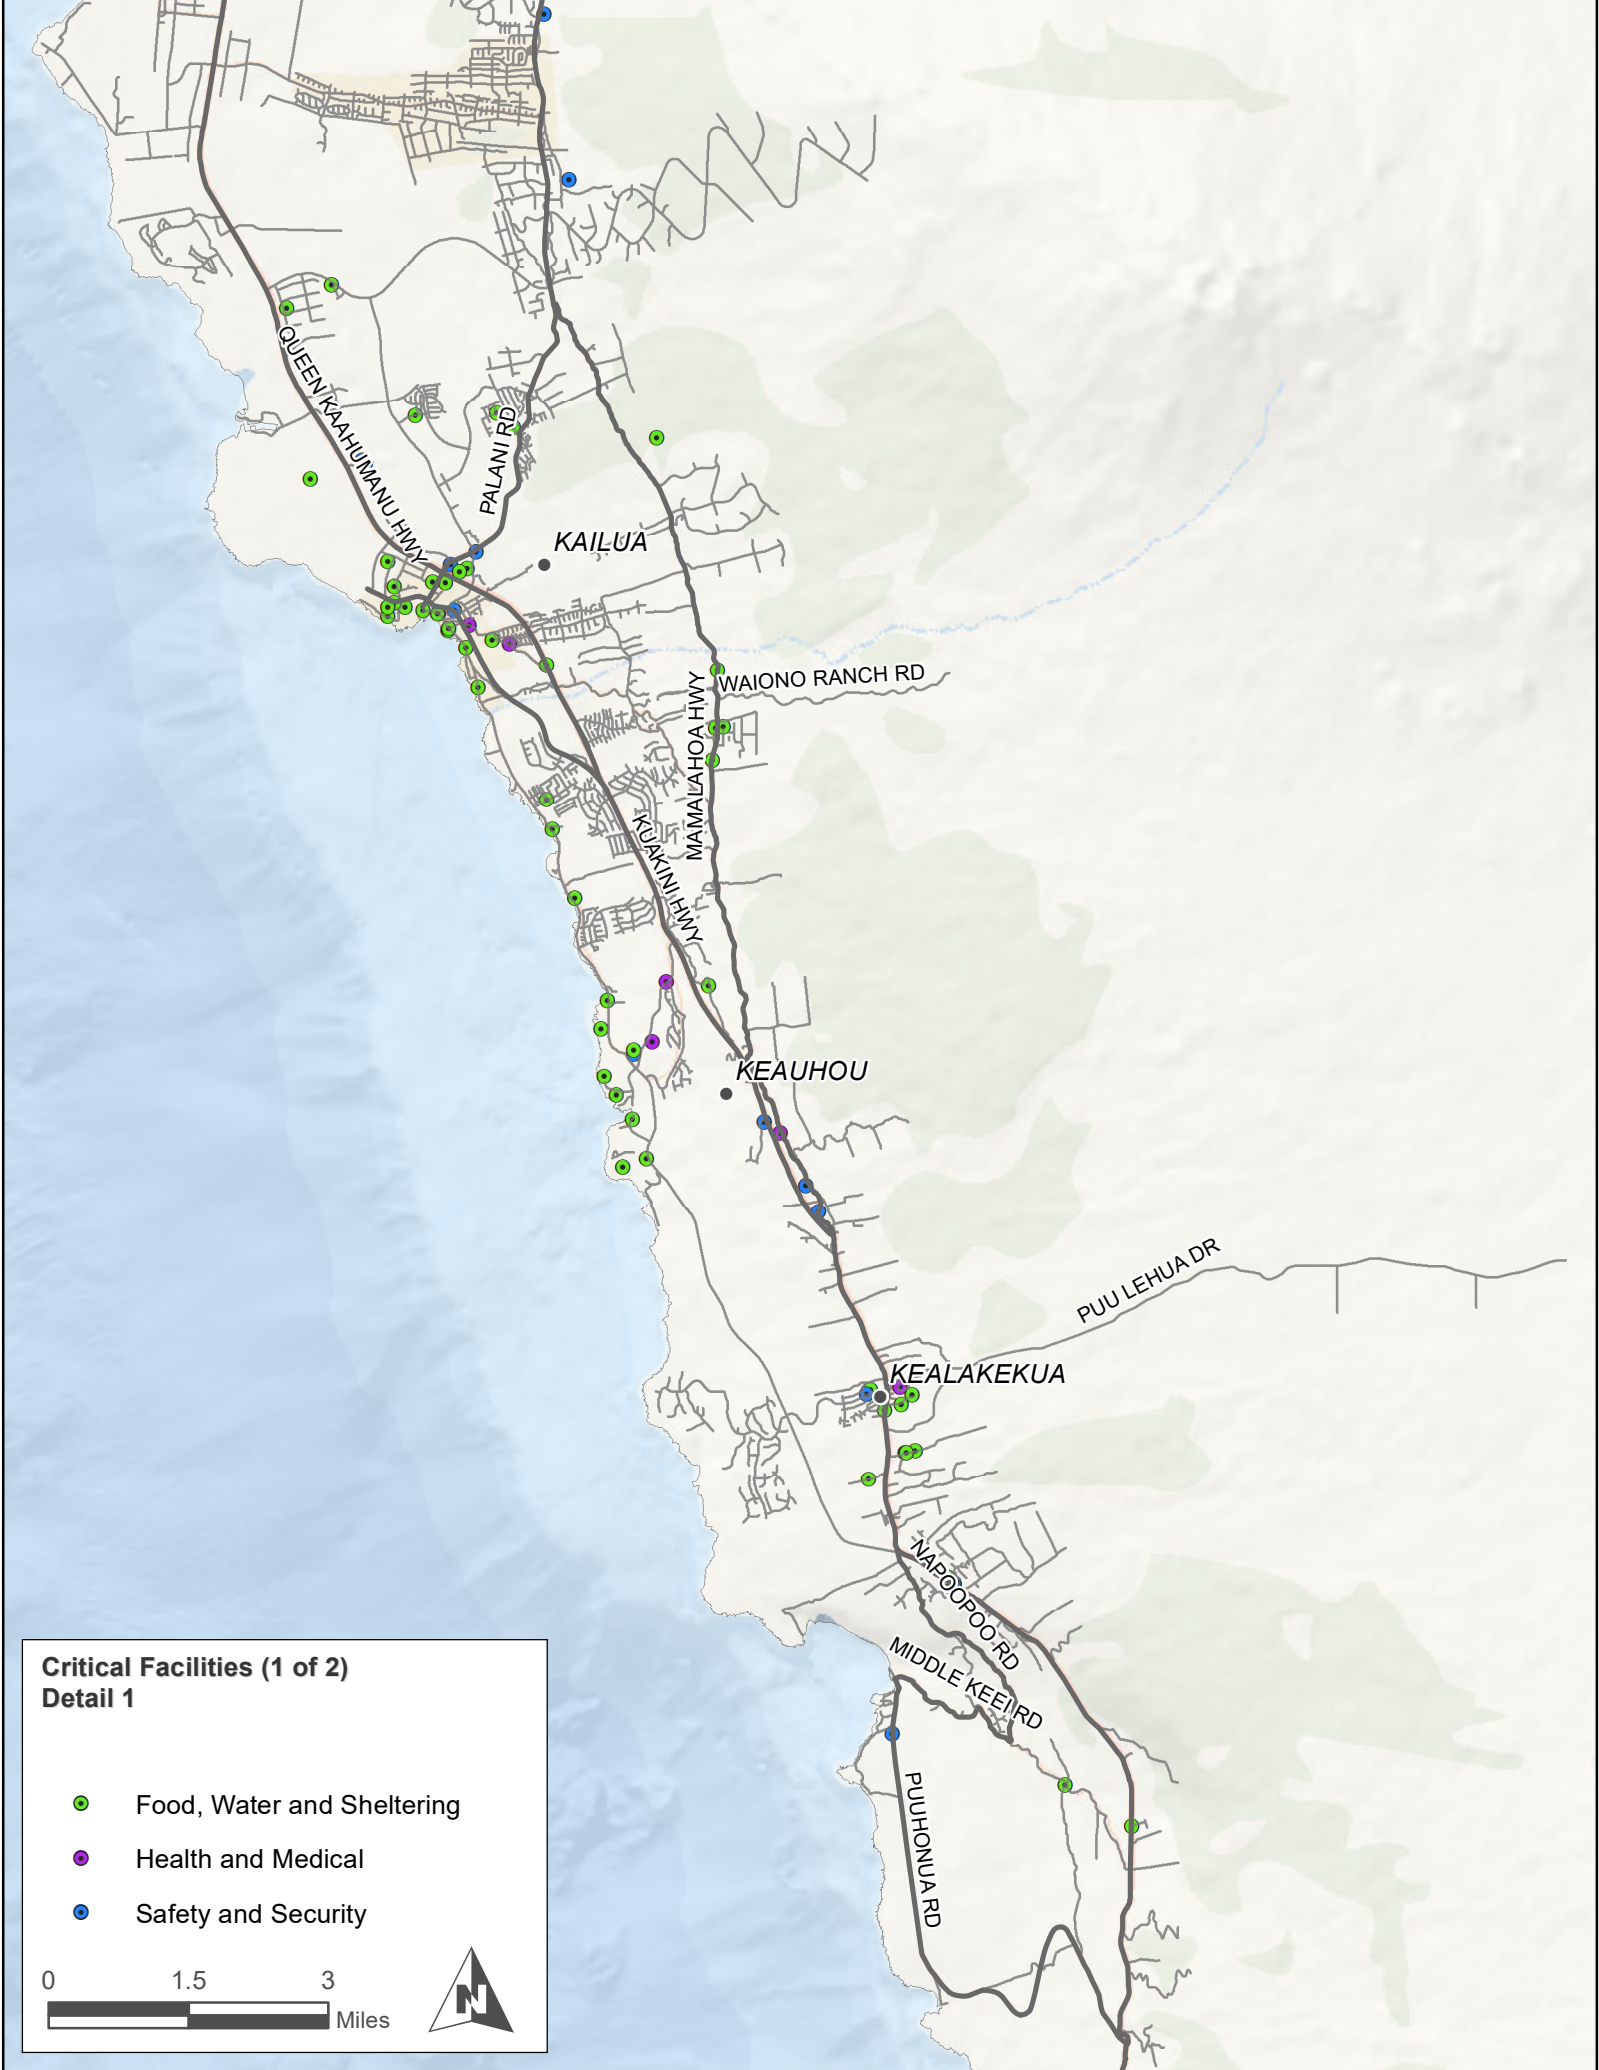 QUEEN KAAHUMANU HWY
PALANI RD
KAILUA
WAIONO RANCH RD
MAMALAHOA HWY
KUAKINI HWY
KEAUHOU
PUU LEHUA DR
KEALAKEKUA
NAPOOPOO RD
MIDDLE KEEI RD
PUUHONUA RD
Critical Facilities (1 of 2)
Detail 1
Food, Water and Sheltering
Health and Medical
Safety and Security
0 1.5 3
Miles
N